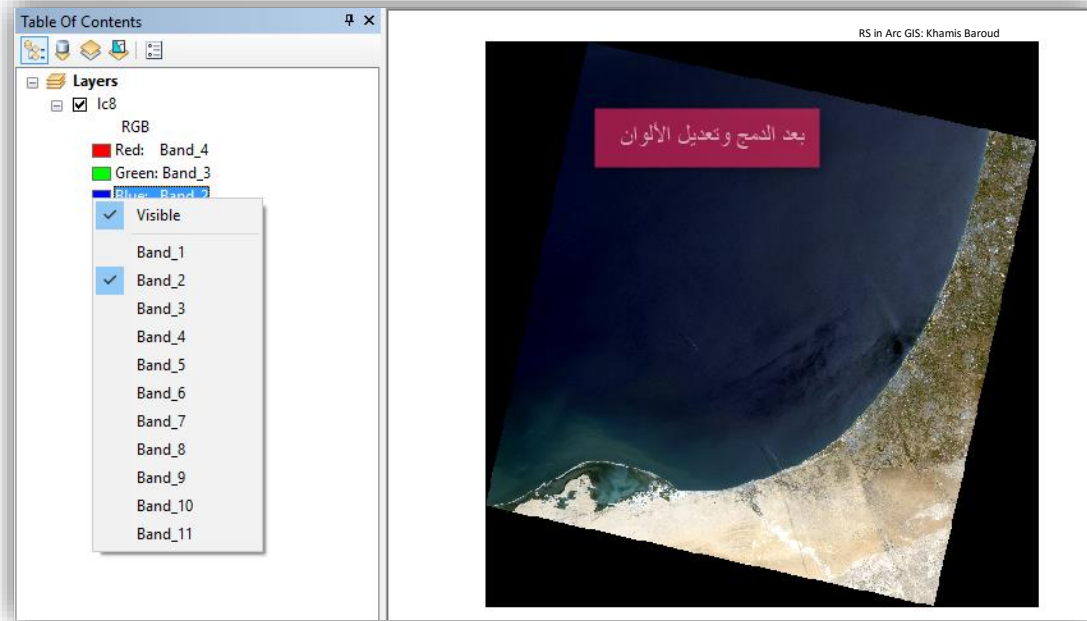 Table Of Contents
Layers
lc8
RGB
Red: Band_4
Green: Band_3
Blue: Band_2
Visible
Band_1
Band_2
Band_3
Band_4
Band_5
Band_6
Band_7
Band_8
Band_9
Band_10
Band_11
RS in Arc GIS: Khamis Baroud
بعد الدمج وتعديل الألوان